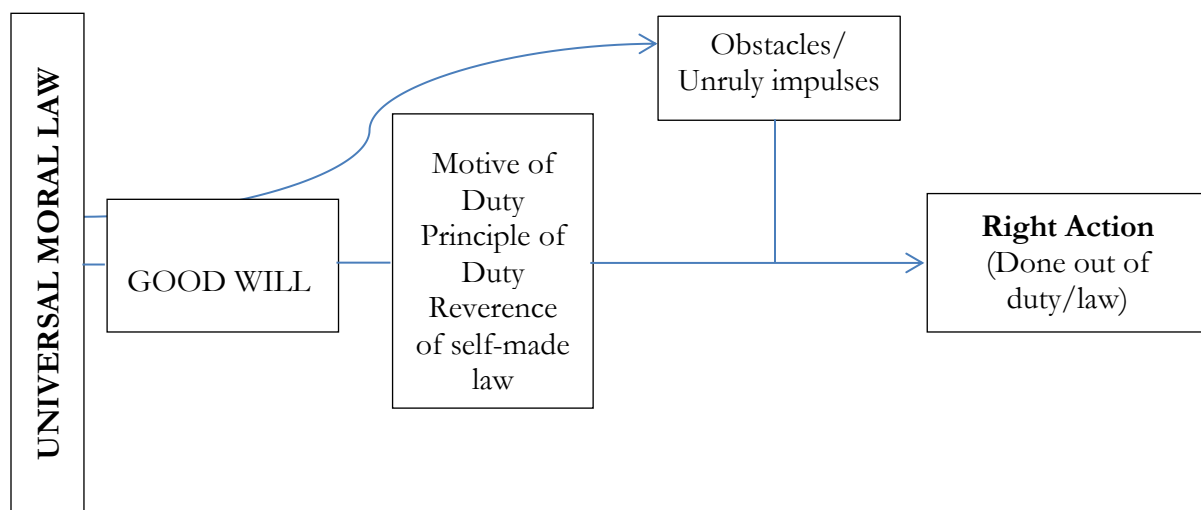 UNIVERSAL MORAL LAW
GOOD WILL
Motive of
Duty
Principle of
Duty
Reverence
of self-made
law
Obstacles/
Unruly impulses
Right Action
(Done out of
duty/law)